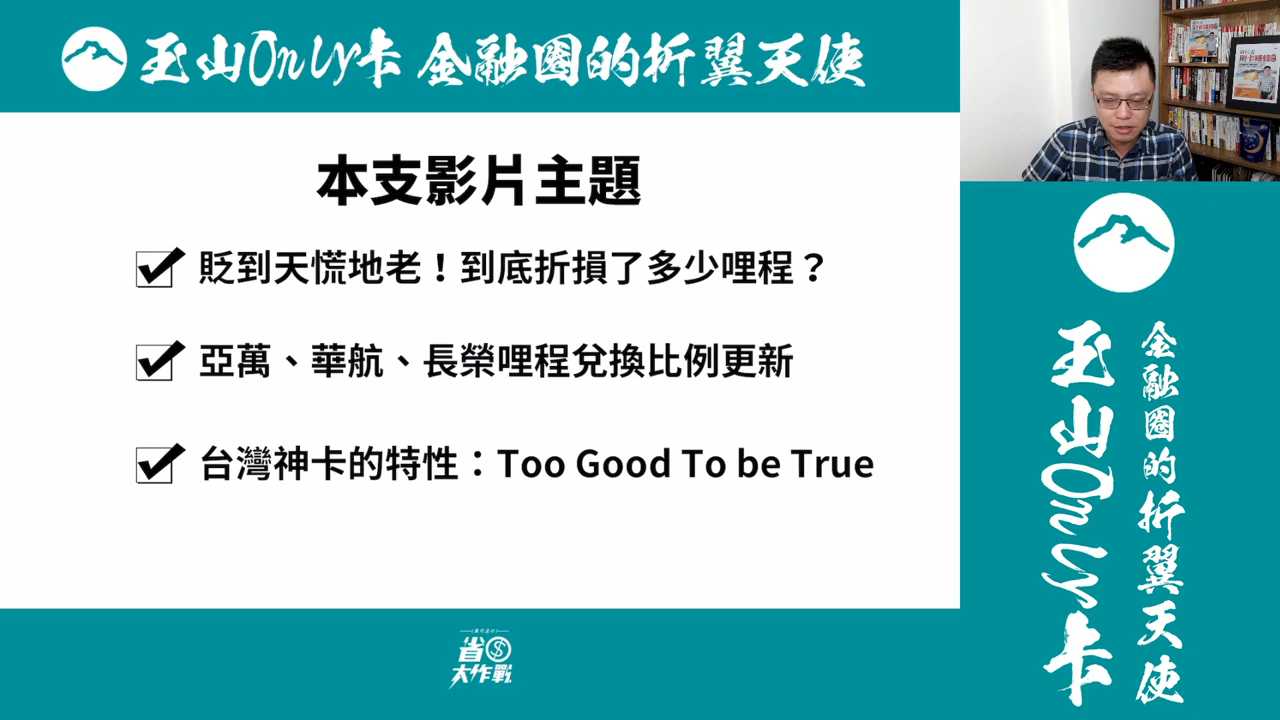 玉山Only卡 金融圈的折翼天使
本支影片主題
貶到天慌地老！到底折損了多少哩程？
亞萬、華航、長榮哩程兌換比例更新
台灣神卡的特性：Too Good To be True
省$
大作戰
金融圈的折翼天使
玉山Only卡